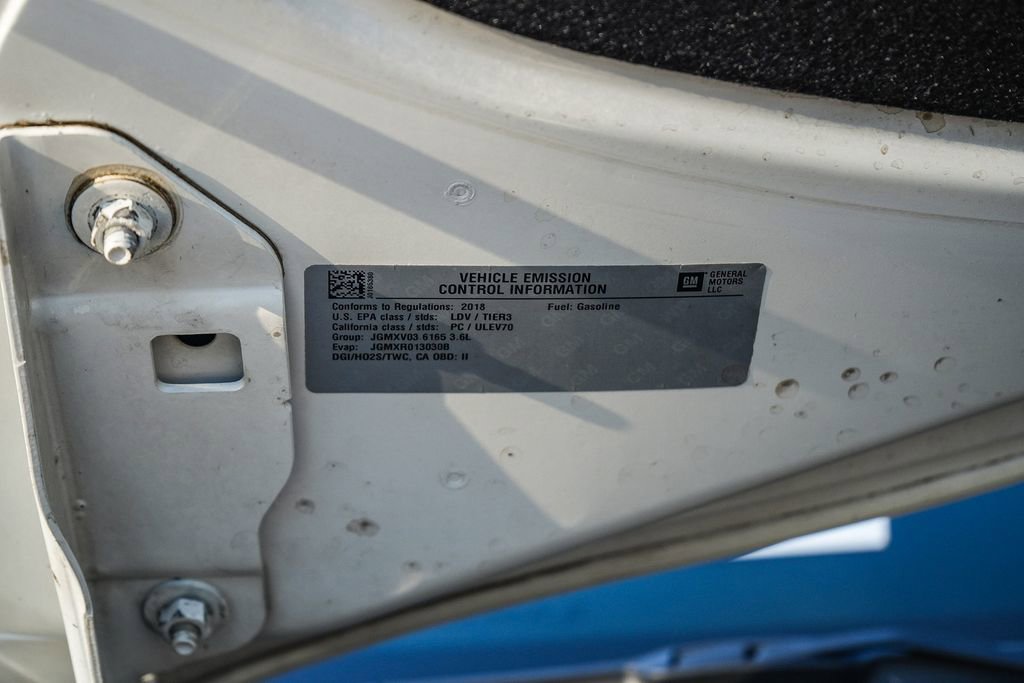 VEHICLE EMISSION
CONTROL INFORMATION
GM GENERAL
MOTORS
LLC
Conforms to Regulations: 2018 Fuel: Gasoline
U.S. EPA class / stds: LDV / TIER3
California class / stds: PC / ULEV70
Group: JGMXV03.6165 3.6L
Evap: JGMXR0130308
DGI/HO2S/TWC, CA OBD: II